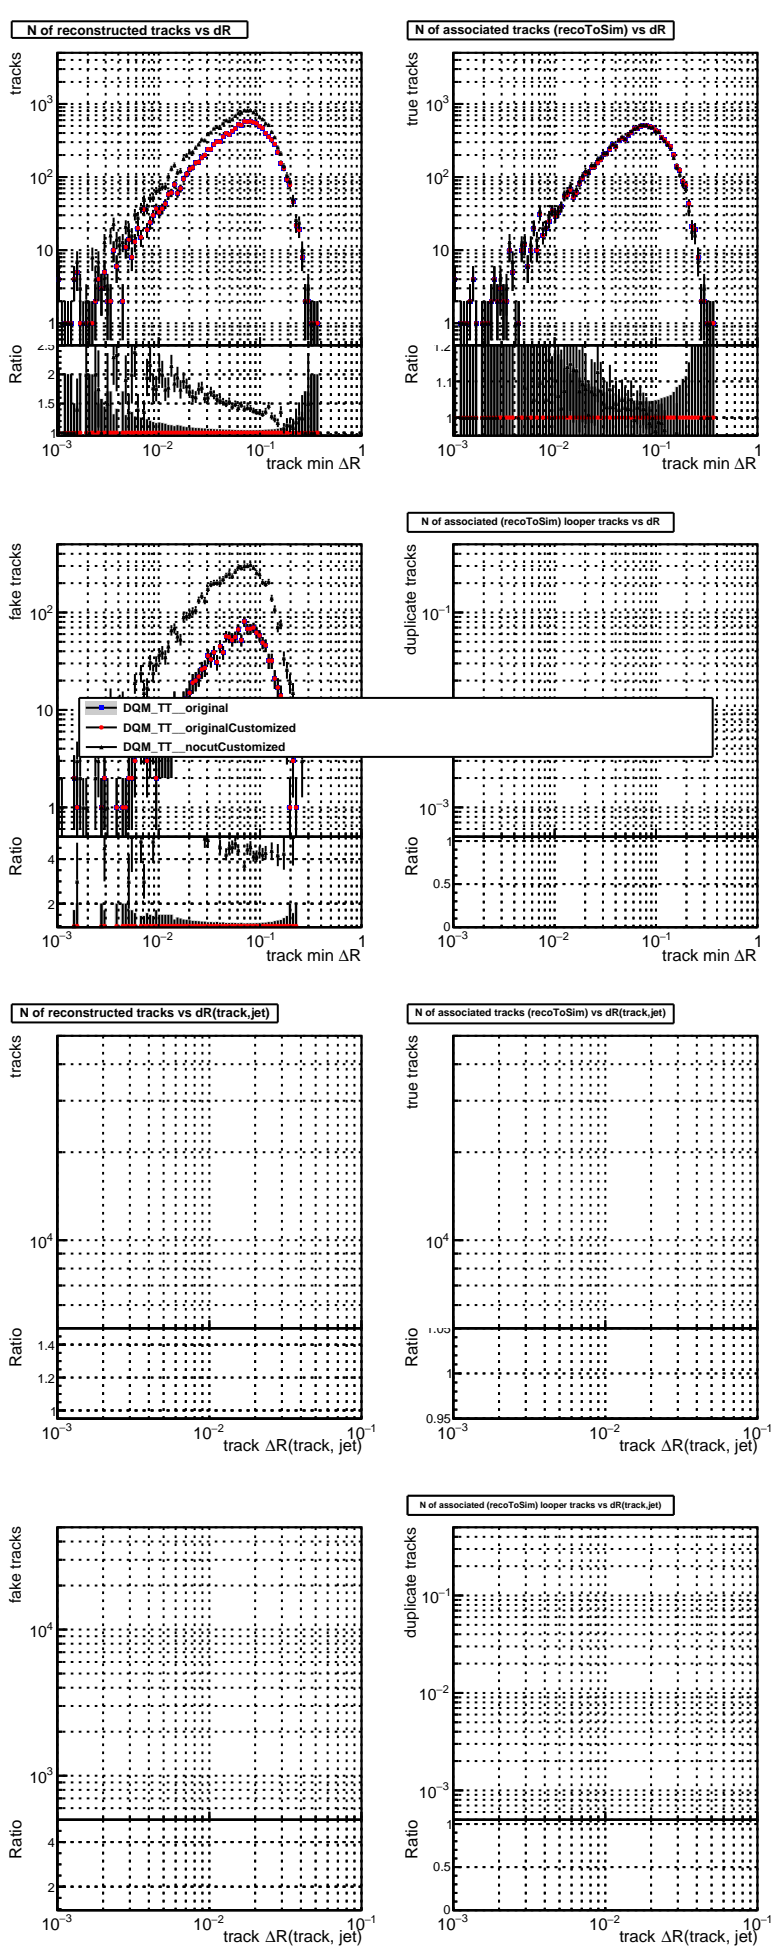 N of reconstructed tracks vs dR
tracks
10³
10²
10
1
Ratio
2.5
2
1.5
1
10⁻³ 10⁻² 10⁻¹ 1
track min ΔR
N of associated tracks (recoToSim) vs dR
true tracks
10³
10²
10
1
Ratio
1.2
1.1
1
10⁻³ 10⁻² 10⁻¹ 1
track min ΔR
fake tracks
10²
10
1
Ratio
4
2
10⁻³ 10⁻² 10⁻¹ 1
track min ΔR
N of associated (recoToSim) looper tracks vs dR
duplicate tracks
10⁻¹
10⁻³
Ratio
1
0.5
0
10⁻³ 10⁻² 10⁻¹ 1
track min ΔR
DQM_TT__original
DQM_TT__originalCustomized
DQM_TT__nocutCustomized
N of reconstructed tracks vs dR(track,jet)
tracks
10⁴
Ratio
1.4
1.2
1
10⁻³ 10⁻² 10⁻¹
track ΔR(track, jet)
N of associated tracks (recoToSim) vs dR(track,jet)
true tracks
10⁴
Ratio
1.05
1
0.95
10⁻³ 10⁻² 10⁻¹
track ΔR(track, jet)
fake tracks
10⁴
10³
Ratio
4
2
10⁻³ 10⁻² 10⁻¹
track ΔR(track, jet)
N of associated (recoToSim) looper tracks vs dR(track,jet)
duplicate tracks
10⁻¹
10⁻²
10⁻³
Ratio
1
0.5
0
10⁻³ 10⁻² 10⁻¹
track ΔR(track, jet)